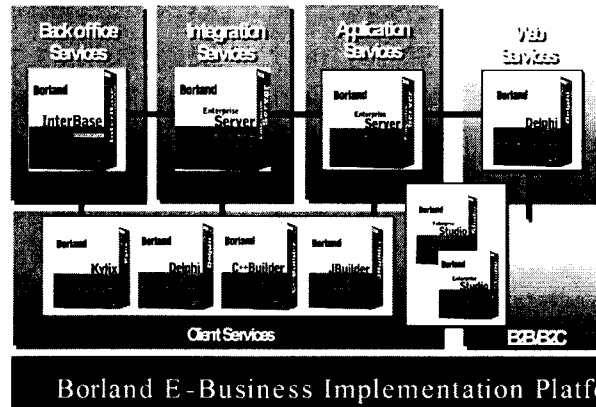 Back office
Services
Integration
Services
Application
Services
Web
Services
Borland
InterBase
Borland
Enterprise
Server
Borland
Enterprise
Server
Borland
Delphi
Borland
Enterprise
Studio
Borland
Enterprise
Studio
Borland
Kylix
Borland
Delphi
Borland
C++Builder
Borland
JBuilder
Client Services
B2B/B2C
Borland E-Business Implementation Platfo